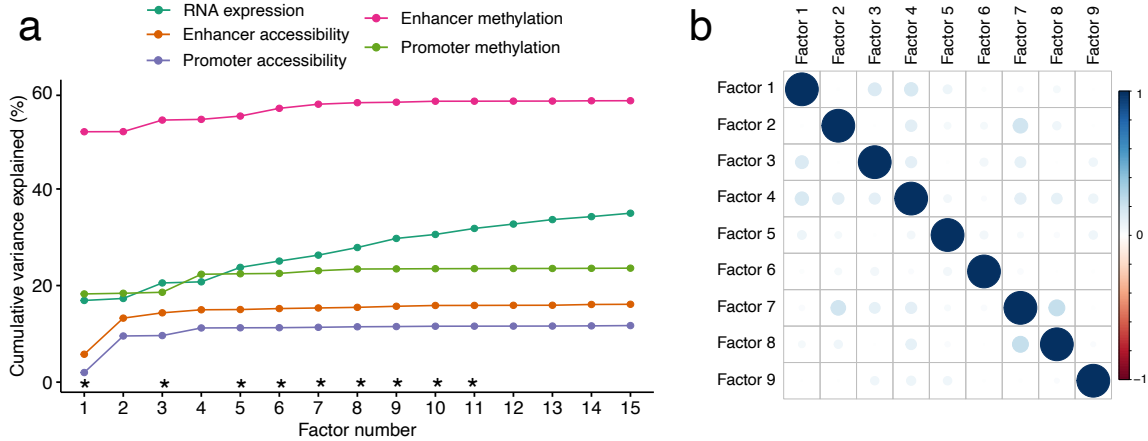 a
RNA expression
Enhancer accessibility
Promoter accessibility
Enhancer methylation
Promoter methylation
Cumulative variance explained (%)
60
40
20
0
* * * * * * * * *
1 2 3 4 5 6 7 8 9 10 11 12 13 14 15
Factor number
b
Factor 1 Factor 2 Factor 3 Factor 4 Factor 5 Factor 6 Factor 7 Factor 8 Factor 9
Factor 1
Factor 2
Factor 3
Factor 4
Factor 5
Factor 6
Factor 7
Factor 8
Factor 9
1
0
−1